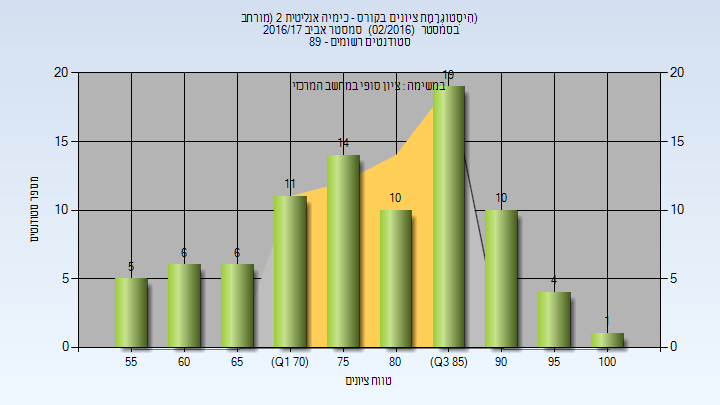 (היסטוגרמת ציונים בקורס - כימיה אנליטית 2 (מורחב
בסמסטר (02/2016) סמסטר אביב 2016/17
סטודנטים רשומים - 89
במשימה : ציון סופי במחשב המרכזי
20 20
15 15
10 10
5 5
0 0
5 6 6 11 14 10 19 10 4 1
55 60 65 (Q1 70) 75 80 (Q3 85) 90 95 100
מספר סטודנטים
טווח ציונים